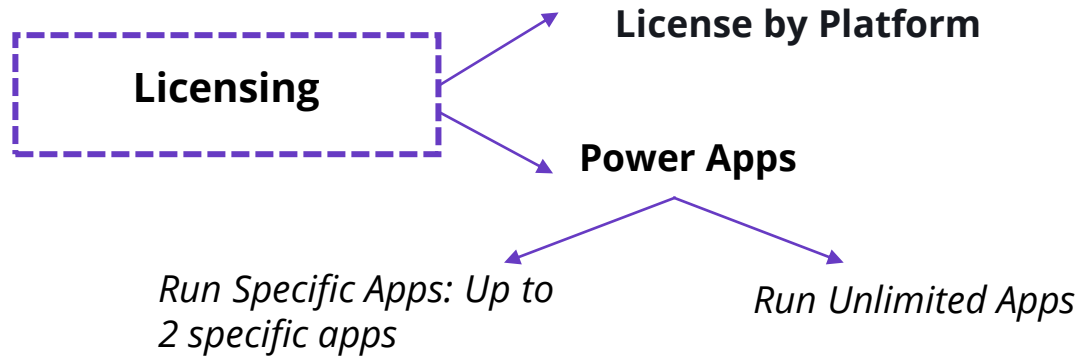 License by Platform
Licensing
Power Apps
Run Specific Apps: Up to
2 specific apps
Run Unlimited Apps